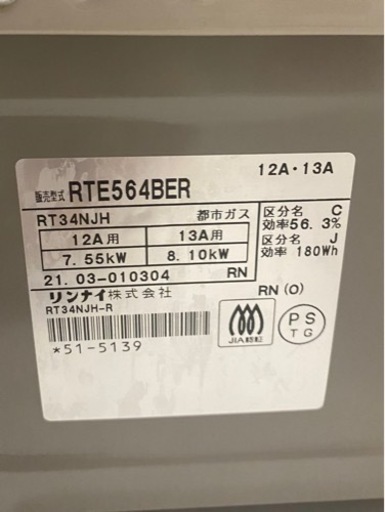 12A・13A
販売型式 RTE564BER
RT34NJH 都市ガス
12A用 13A用
7.55kW 8.10kW
区分名 C
効率56.3%
区分名 J
効率 180Wh
21.03-010304 RN
リンナイ株式会社 RN(O)
RT34NJH-R
*51-5139
JIA認証
PS
TG